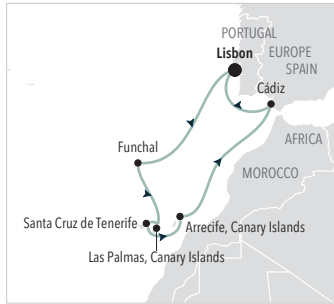 PORTUGAL
Lisbon
EUROPE
SPAIN
Cádiz
AFRICA
Funchal
MOROCCO
Santa Cruz de Tenerife
Arrecife, Canary Islands
Las Palmas, Canary Islands